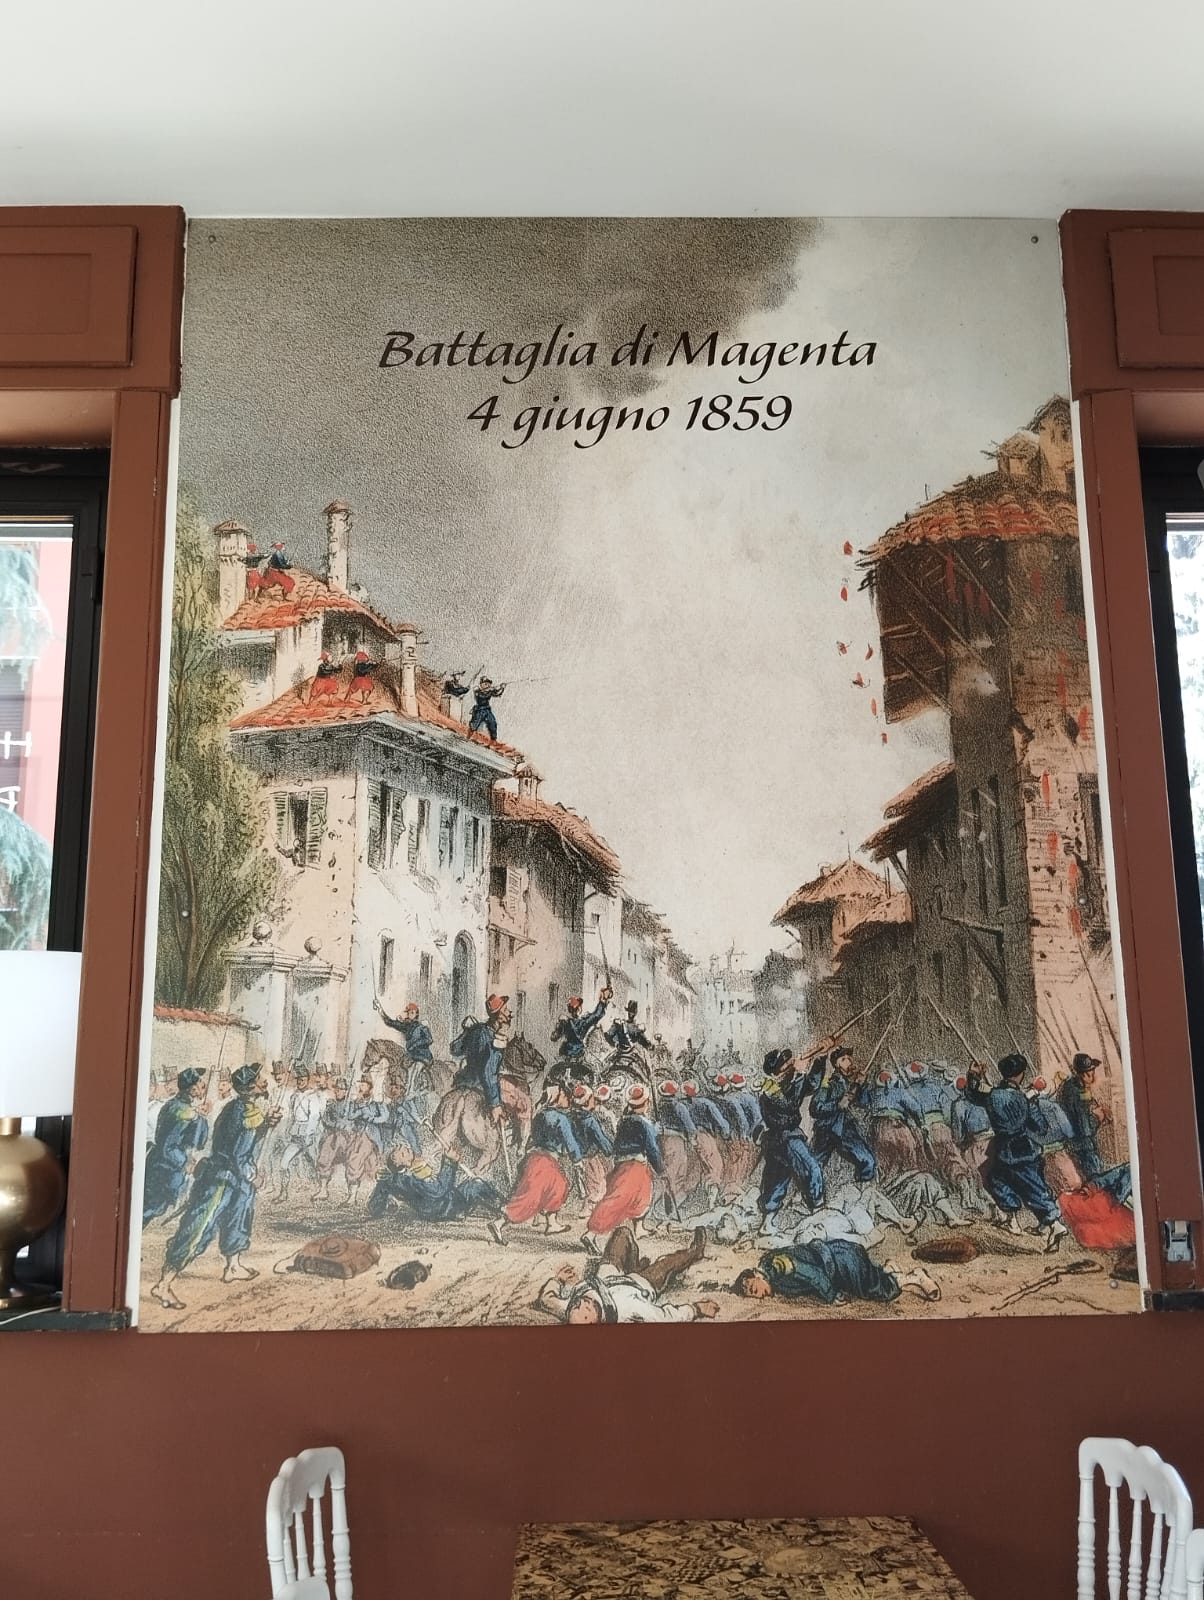 Battaglia di Magenta
4 giugno 1859